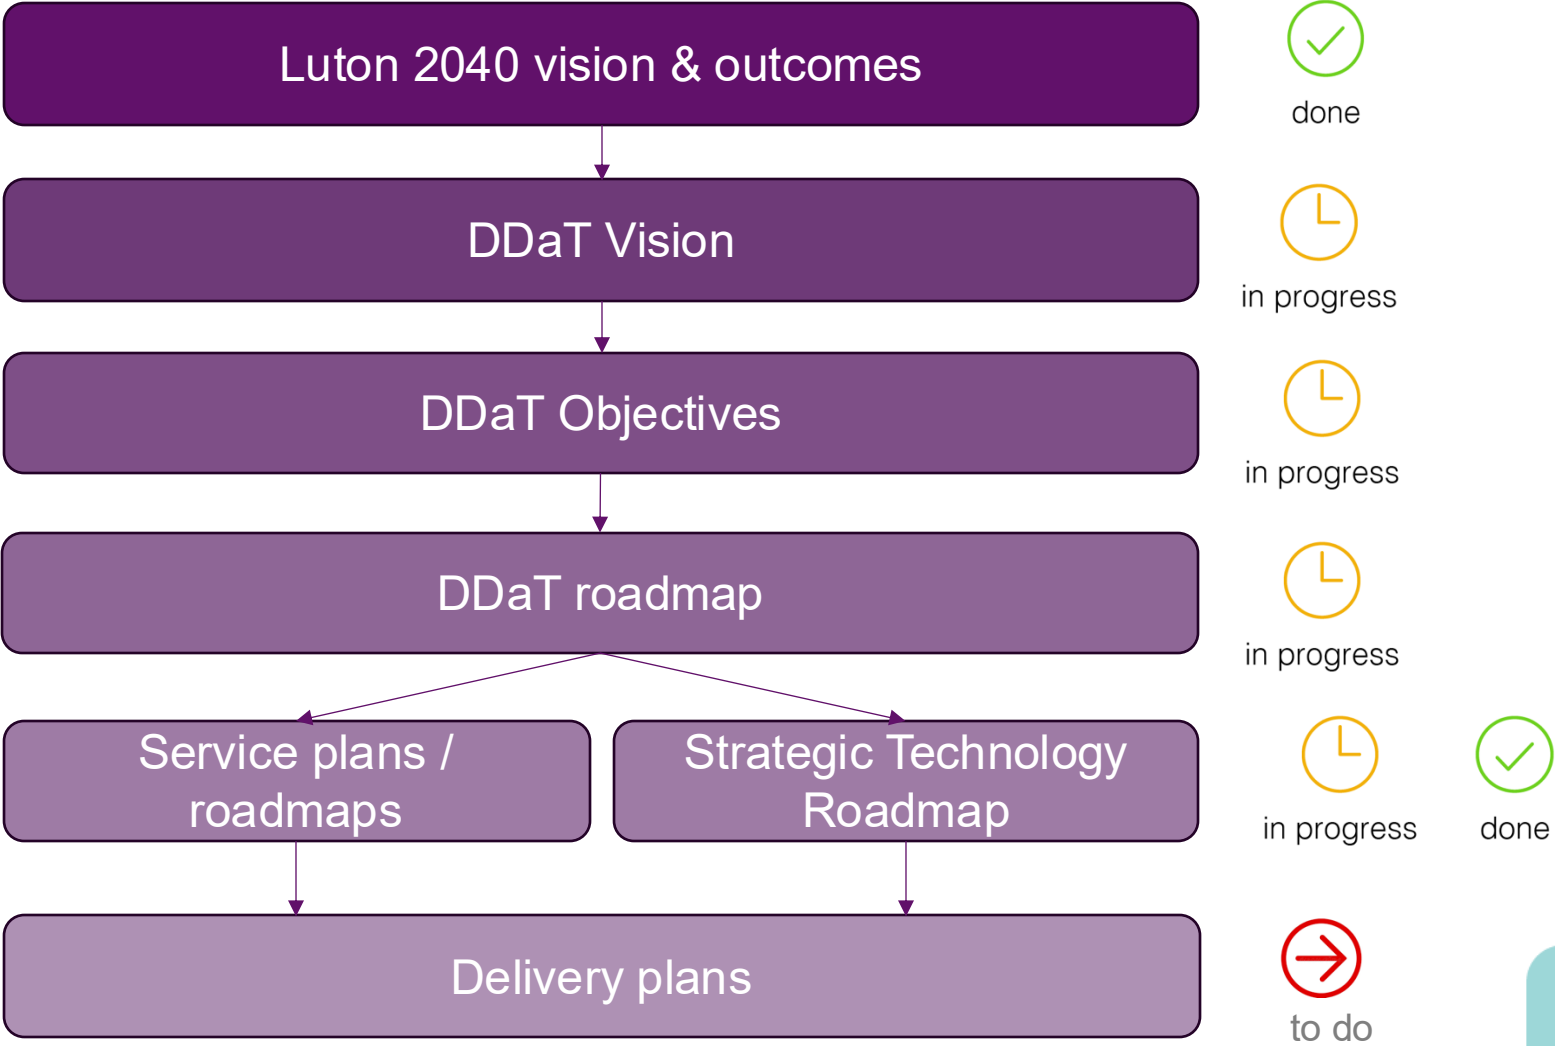 Luton 2040 vision & outcomes
done
DDaT Vision
in progress
DDaT Objectives
in progress
DDaT roadmap
in progress
Service plans /
roadmaps
Strategic Technology
Roadmap
in progress
done
Delivery plans
to do